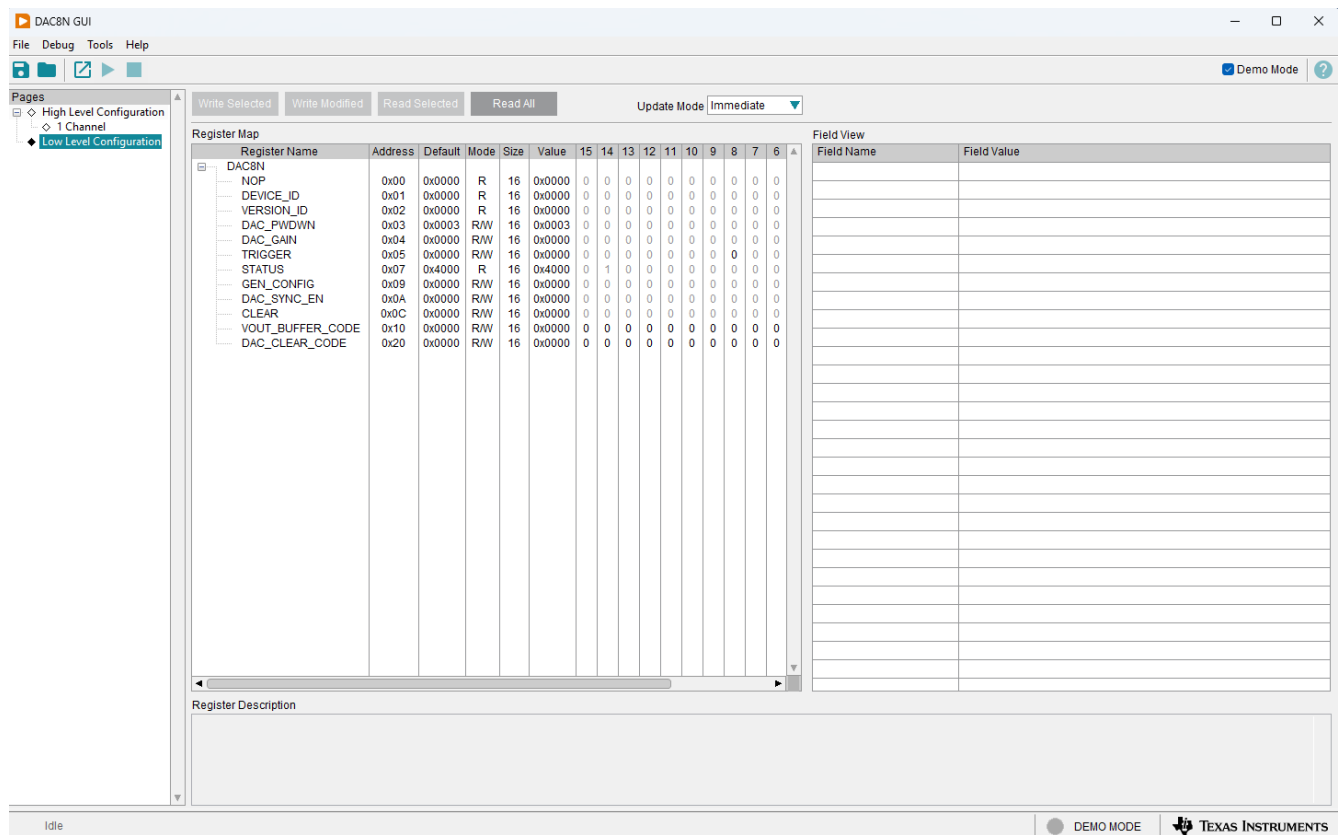 DAC8N GUI
File Debug Tools Help
Demo Mode
Pages
High Level Configuration
1 Channel
Low Level Configuration
Write Selected Write Modified Read Selected Read All Update Mode Immediate
Register Map
Register Name Address Default Mode Size Value 15 14 13 12 11 10 9 8 7 6
DAC8N
NOP 0x00 0x0000 R 16 0x0000 0 0 0 0 0 0 0 0 0 0
DEVICE_ID 0x01 0x0000 R 16 0x0000 0 0 0 0 0 0 0 0 0 0
VERSION_ID 0x02 0x0000 R 16 0x0000 0 0 0 0 0 0 0 0 0 0
DAC_PWDWN 0x03 0x0003 R/W 16 0x0003 0 0 0 0 0 0 0 0 0 0
DAC_GAIN 0x04 0x0000 R/W 16 0x0000 0 0 0 0 0 0 0 0 0 0
TRIGGER 0x05 0x0000 R/W 16 0x0000 0 0 0 0 0 0 0 0 0 0
STATUS 0x07 0x4000 R 16 0x4000 0 1 0 0 0 0 0 0 0 0
GEN_CONFIG 0x09 0x0000 R/W 16 0x0000 0 0 0 0 0 0 0 0 0 0
DAC_SYNC_EN 0x0A 0x0000 R/W 16 0x0000 0 0 0 0 0 0 0 0 0 0
CLEAR 0x0C 0x0000 R/W 16 0x0000 0 0 0 0 0 0 0 0 0 0
VOUT_BUFFER_CODE 0x10 0x0000 R/W 16 0x0000 0 0 0 0 0 0 0 0 0 0
DAC_CLEAR_CODE 0x20 0x0000 R/W 16 0x0000 0 0 0 0 0 0 0 0 0 0
Field View
Field Name Field Value
Register Description
Idle
DEMO MODE
TEXAS INSTRUMENTS